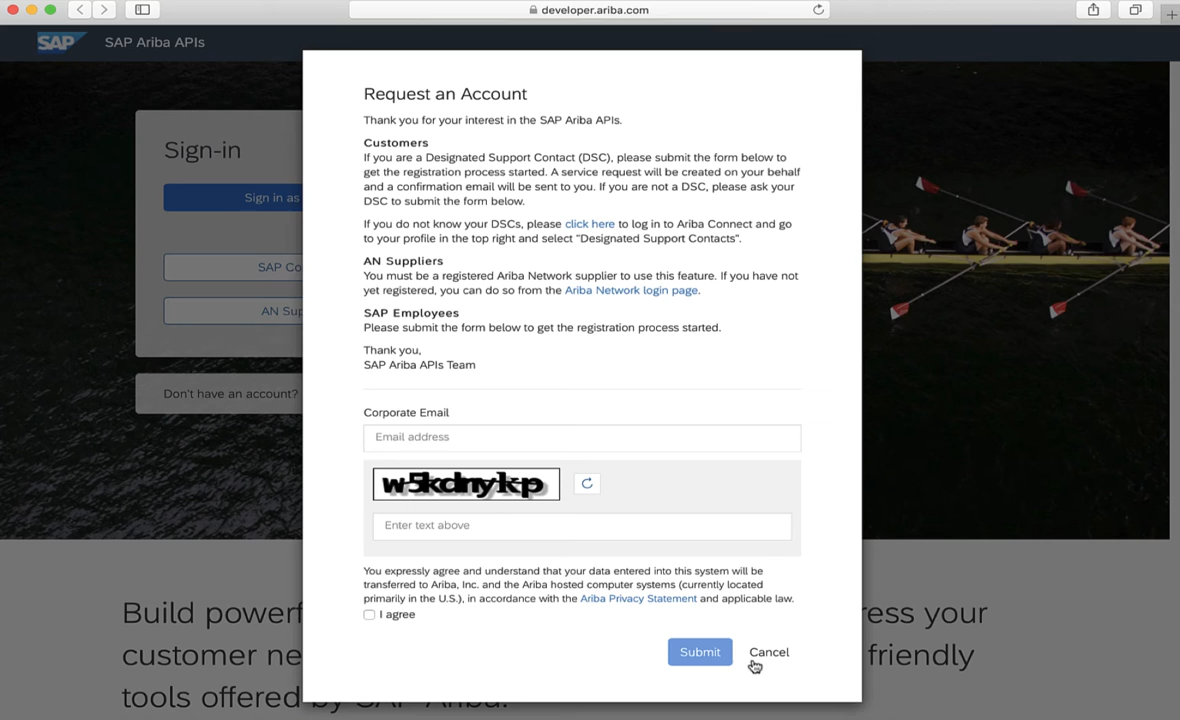 developer.ariba.com
SAP
SAP Ariba APIs
Sign-in
Sign in as
SAP Co
AN Sup
Don't have an account?
Request an Account
Thank you for your interest in the SAP Ariba APIs.
Customers
If you are a Designated Support Contact (DSC), please submit the form below to
get the registration process started. A service request will be created on your behalf
and a confirmation email will be sent to you. If you are not a DSC, please ask your
DSC to submit the form below.
If you do not know your DSCs, please click here to log in to Ariba Connect and go
to your profile in the top right and select "Designated Support Contacts".
AN Suppliers
You must be a registered Ariba Network supplier to use this feature. If you have not
yet registered, you can do so from the Ariba Network login page.
SAP Employees
Please submit the form below to get the registration process started.
Thank you,
SAP Ariba APIs Team
Corporate Email
Email address
Enter text above
You expressly agree and understand that your data entered into this system will be
transferred to Ariba, Inc. and the Ariba hosted computer systems (currently located
primarily in the U.S.), in accordance with the Ariba Privacy Statement and applicable law.
I agree
Submit
Cancel
Build powerf ress your
customer ne friendly
tools offered by SAP Ariba.